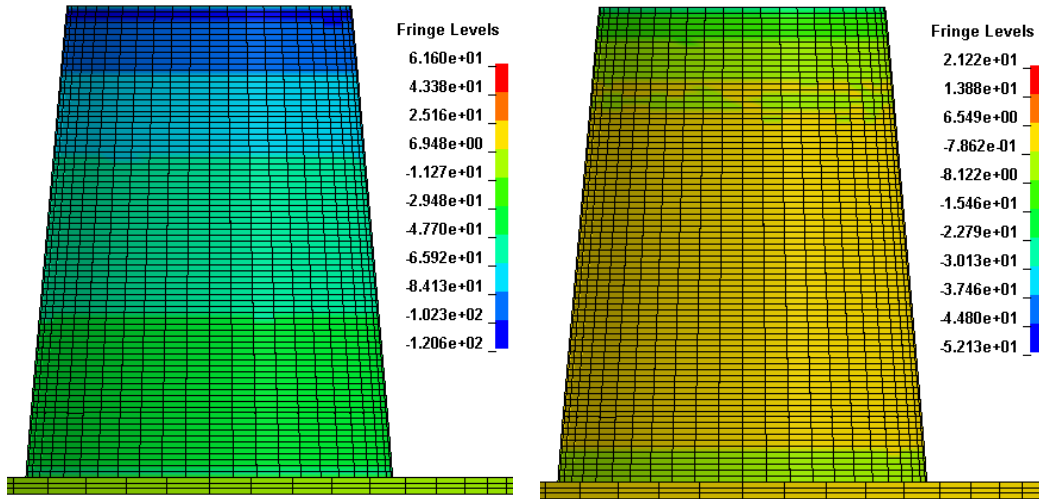 Fringe Levels
6.160e+01
4.338e+01
2.516e+01
6.948e+00
-1.127e+01
-2.948e+01
-4.770e+01
-6.592e+01
-8.413e+01
-1.023e+02
-1.206e+02
Fringe Levels
2.122e+01
1.388e+01
6.549e+00
-7.862e-01
-8.122e+00
-1.546e+01
-2.279e+01
-3.013e+01
-3.746e+01
-4.480e+01
-5.213e+01